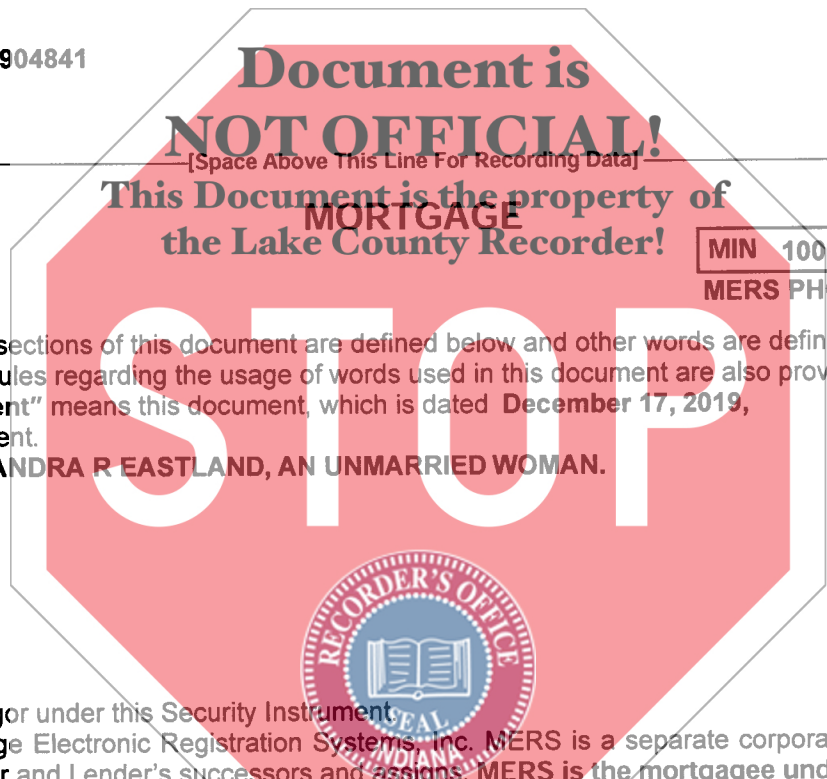 904841
Document is
NOT OFFICIAL!
[Space Above This Line For Recording Data]
This Document is the property of
MORTGAGE
the Lake County Recorder!
MIN 100
MERS PH
sections of this document are defined below and other words are defin
ules regarding the usage of words used in this document are also prov
ent” means this document, which is dated December 17, 2019,
ent.
ANDRA R EASTLAND, AN UNMARRIED WOMAN.
STOP
RECORDER'S OFFICE
SEAL
INDIANA
gor under this Security Instrument.
ge Electronic Registration Systems, Inc. MERS is a separate corpora
r and Lender's successors and assigns. MERS is the mortgagee und